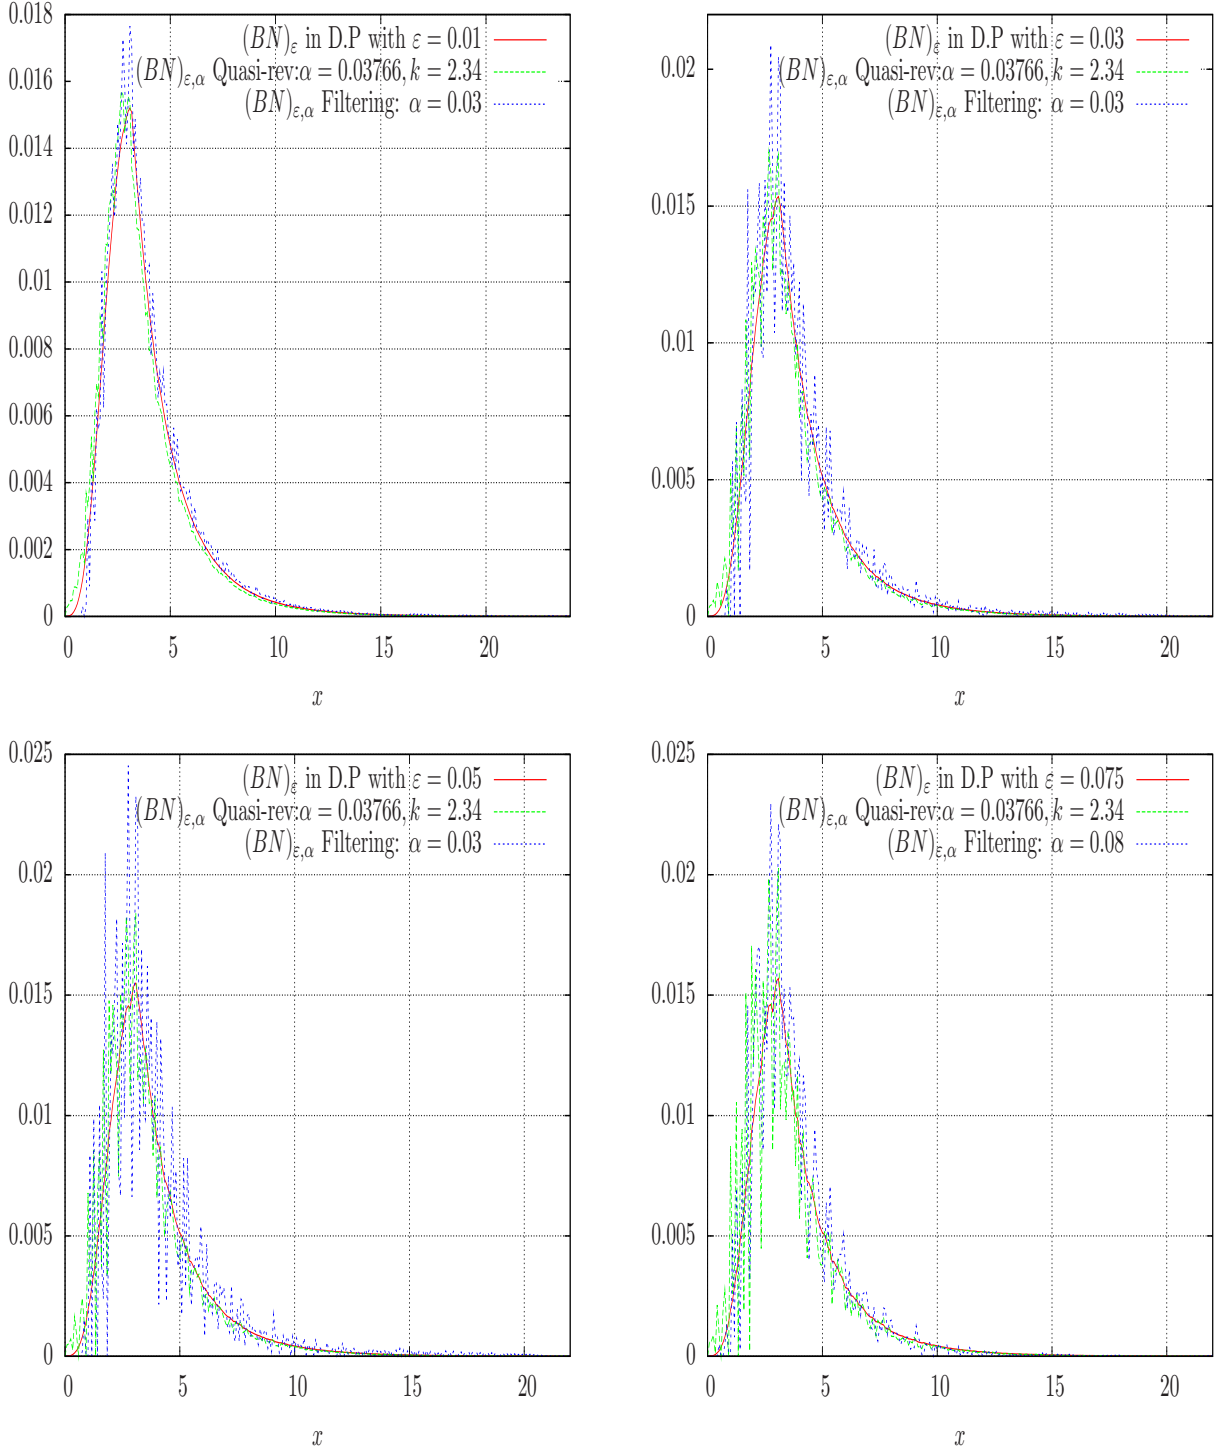 0.018
0.016
0.014
0.012
0.01
0.008
0.006
0.004
0.002
0
0 5 10 15 20
x
(BN)ε in D.P with ε = 0.01
(BN)ε,α Quasi-rev:α = 0.03766, k = 2.34
(BN)ε,α Filtering: α = 0.03
0.02
0.015
0.01
0.005
0
0 5 10 15 20
x
(BN)ε in D.P with ε = 0.03
(BN)ε,α Quasi-rev:α = 0.03766, k = 2.34
(BN)ε,α Filtering: α = 0.03
0.025
0.02
0.015
0.01
0.005
0
0 5 10 15 20
x
(BN)ε in D.P with ε = 0.05
(BN)ε,α Quasi-rev:α = 0.03766, k = 2.34
(BN)ε,α Filtering: α = 0.03
0.025
0.02
0.015
0.01
0.005
0
0 5 10 15 20
x
(BN)ε in D.P with ε = 0.075
(BN)ε,α Quasi-rev:α = 0.03766, k = 2.34
(BN)ε,α Filtering: α = 0.08